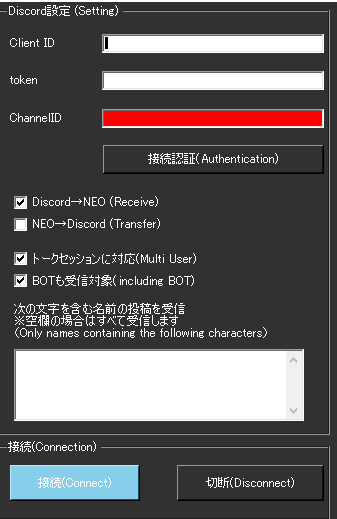 Discord設定 (Setting)
Client ID
token
ChannelID
接続認証(Authentication)
Discord→NEO (Receive)
NEO→Discord (Transfer)
トークセッションに対応(Multi User)
BOTも受信対象(including BOT)
次の文字を含む名前の投稿を受信
※空欄の場合はすべて受信します
(Only names containing the following characters)
接続(Connection)
接続(Connect)
切断(Disconnect)